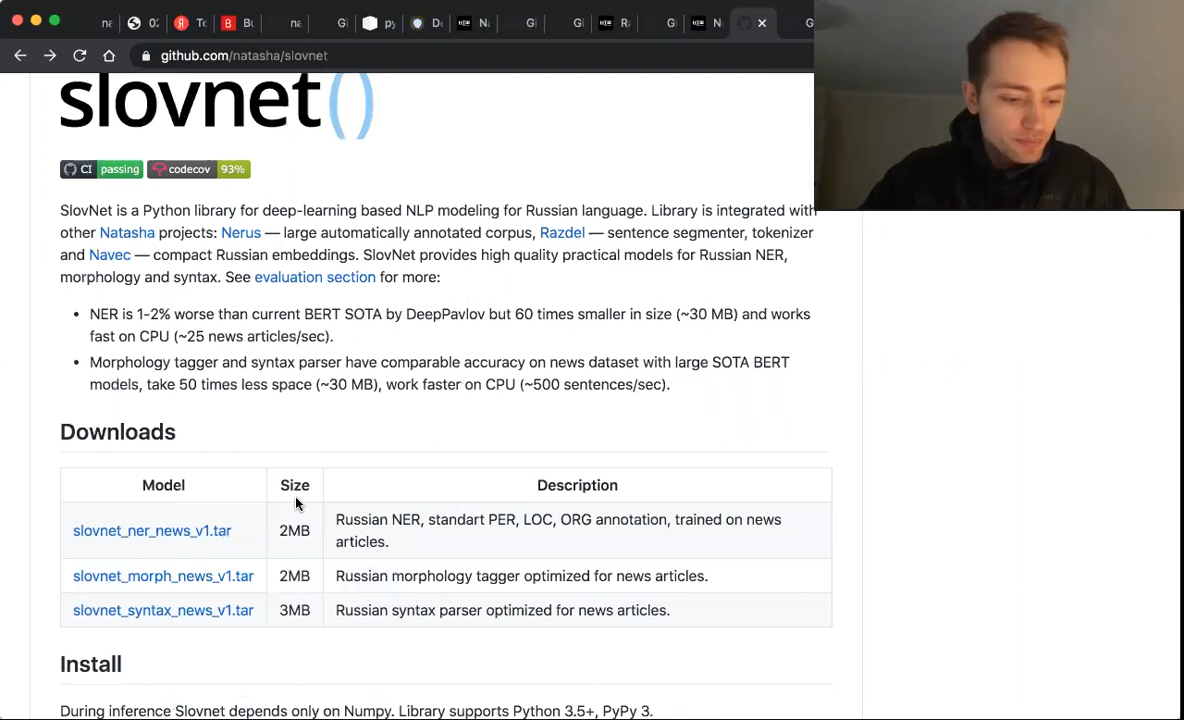 github.com/natasha/slovnet
slovnet()
CI passing codecov 93%
SlovNet is a Python library for deep-learning based NLP modeling for Russian language. Library is integrated with
other Natasha projects: Nerus — large automatically annotated corpus, Razdel — sentence segmenter, tokenizer
and Navec — compact Russian embeddings. SlovNet provides high quality practical models for Russian NER,
morphology and syntax. See evaluation section for more:
• NER is 1-2% worse than current BERT SOTA by DeepPavlov but 60 times smaller in size (~30 MB) and works
fast on CPU (~25 news articles/sec).
• Morphology tagger and syntax parser have comparable accuracy on news dataset with large SOTA BERT
models, take 50 times less space (~30 MB), work faster on CPU (~500 sentences/sec).
Downloads
Model Size Description
slovnet_ner_news_v1.tar 2MB Russian NER, standart PER, LOC, ORG annotation, trained on news
articles.
slovnet_morph_news_v1.tar 2MB Russian morphology tagger optimized for news articles.
slovnet_syntax_news_v1.tar 3MB Russian syntax parser optimized for news articles.
Install
During inference Slovnet depends only on Numpy. Library supports Python 3.5+, PyPy 3.